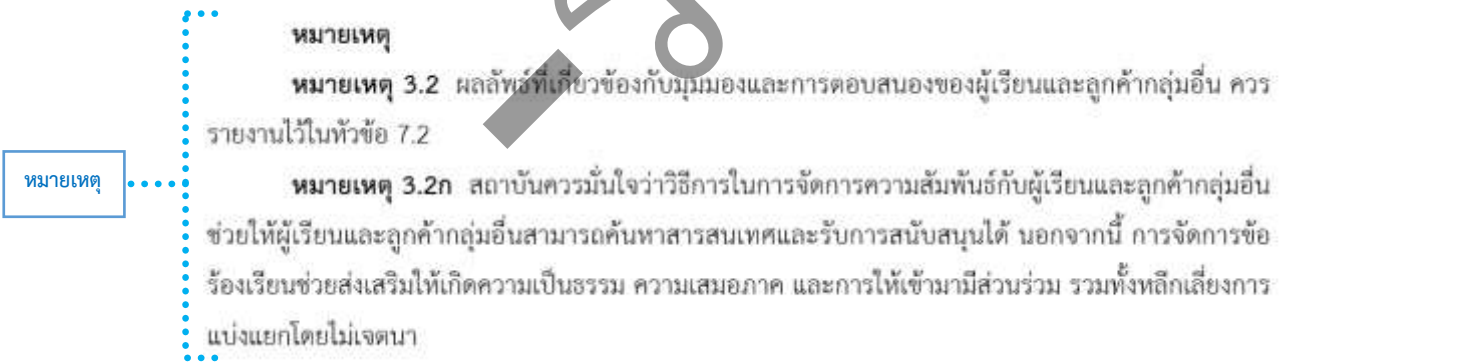 หมายเหตุ
หมายเหตุ 3.2 ผลลัพธ์ที่เกี่ยวข้องกับมุมมองและการตอบสนองของผู้เรียนและลูกค้ากลุ่มอื่น ควร
รายงานไว้ในหัวข้อ 7.2
หมายเหตุ
หมายเหตุ 3.2ก สถาบันควรมั่นใจว่าวิธีการในการจัดการความสัมพันธ์กับผู้เรียนและลูกค้ากลุ่มอื่น
ช่วยให้ผู้เรียนและลูกค้ากลุ่มอื่นสามารถค้นหาสารสนเทศและรับการสนับสนุนได้ นอกจากนี้ การจัดการข้อ
ร้องเรียนช่วยส่งเสริมให้เกิดความเป็นธรรม ความเสมอภาค และการให้เข้ามามีส่วนร่วม รวมทั้งหลีกเลี่ยงการ
แบ่งแยกโดยไม่เจตนา